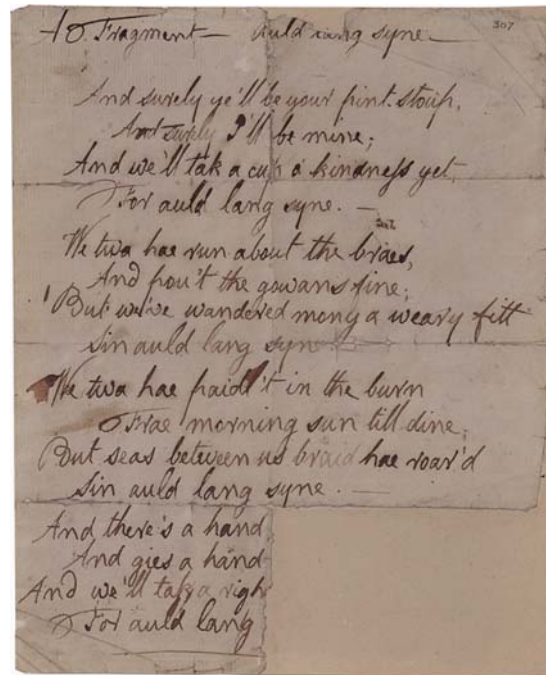 10. Fragment — auld lang syne —
307
And surely ye'll be your pint-stoup,
And surely I'll be mine;
And we'll tak a cup o' kindness yet,
For auld lang syne. —
We twa hae run about the braes,
And pou't the gowans fine;
But we've wandered mony a weary fitt
Sin auld lang syne
We twa hae paidl't in the burn
Frae morning sun till dine;
But seas between us braid hae roar'd
Sin auld lang syne. —
And there's a hand
And gies a hand
And we'll tak a righ
For auld lang